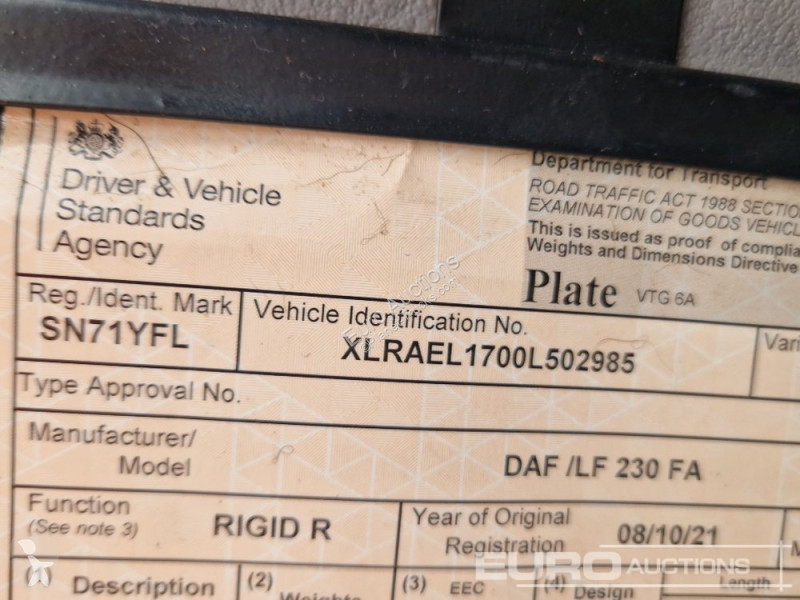 Driver & Vehicle
Standards
Agency
Department for Transport
ROAD TRAFFIC ACT 1988 SECTIO
EXAMINATION OF GOODS VEHICL
This is issued as proof of complia
Weights and Dimensions Directive
Plate VTG 6A
Reg./Ident. Mark
SN71YFL
Vehicle Identification No.
XLRAEL1700L502985
Vari
Type Approval No.
Manufacturer/
Model
DAF /LF 230 FA
Function
(See note 3)
RIGID R
Year of Original
Registration
08/10/21
(1) Description
(2) Weights
(3) EEC
(4) Design
Length
EURO AUCTIONS